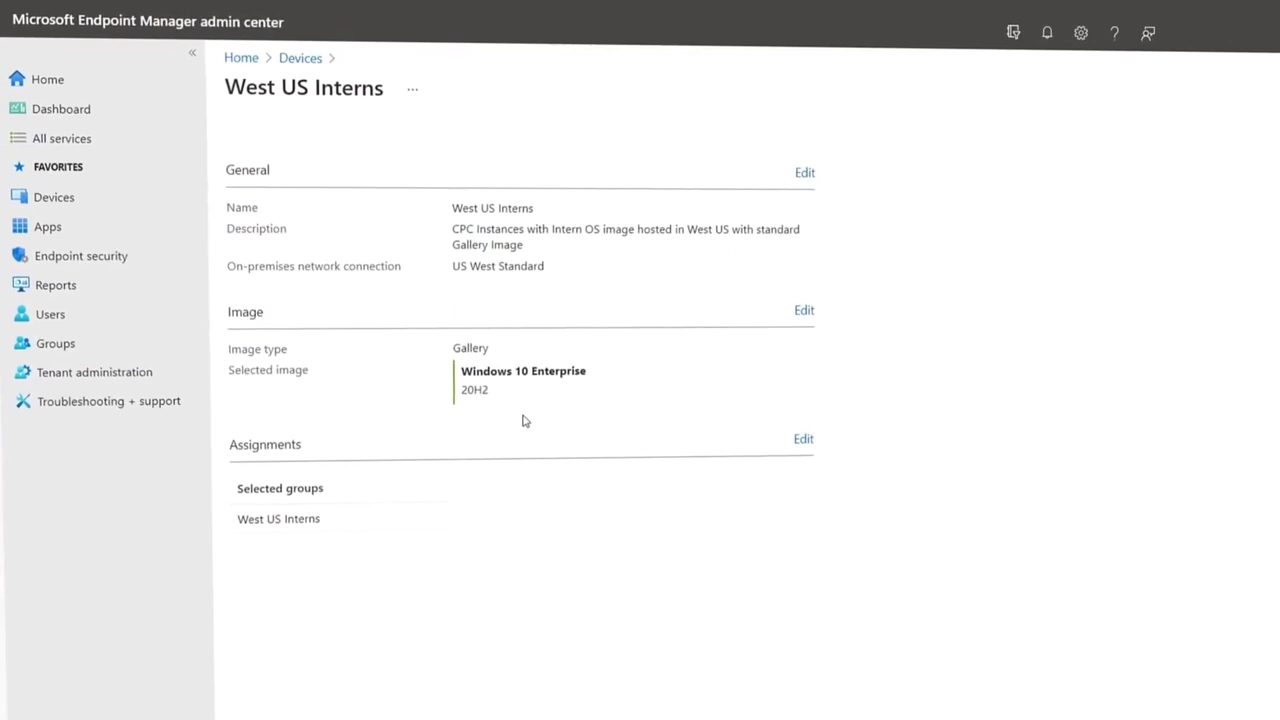 Microsoft Endpoint Manager admin center
«
Home
Dashboard
All services
FAVORITES
Devices
Apps
Endpoint security
Reports
Users
Groups
Tenant administration
Troubleshooting + support
Home > Devices >
West US Interns ...
General Edit
Name West US Interns
Description CPC Instances with Intern OS image hosted in West US with standard
Gallery Image
On-premises network connection US West Standard
Image Edit
Image type Gallery
Selected image Windows 10 Enterprise
20H2
Assignments Edit
Selected groups
West US Interns